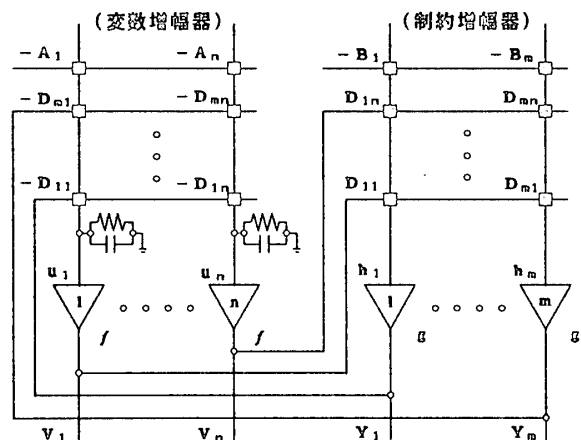 (変数増幅器) (制約増幅器)
-A1 -An -B1 -Bm
-Dm1 -Dmn D1n Dmn
-D11 -D1n D11 Dm1
u1 un h1 hm
1 n 1 m
f f g g
V1 Vn Y1 Ym